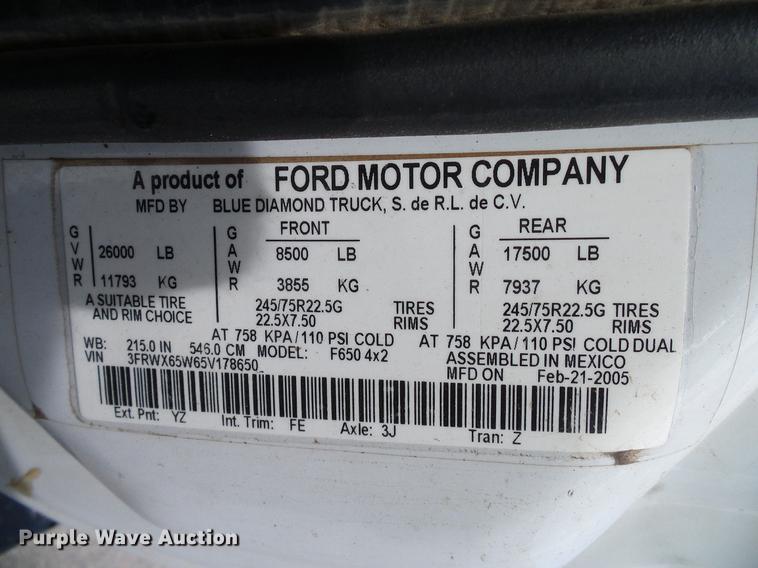 A product of FORD MOTOR COMPANY
MFD BY BLUE DIAMOND TRUCK, S. de R.L. de C.V.
GVWR 26000 LB
11793 KG
A SUITABLE TIRE
AND RIM CHOICE
GAWR FRONT
8500 LB
3855 KG
245/75R22.5G TIRES
22.5X7.50 RIMS
AT 758 KPA/110 PSI COLD
GAWR REAR
17500 LB
7937 KG
245/75R22.5G TIRES
22.5X7.50 RIMS
AT 758 KPA/110 PSI COLD DUAL
WB: 215.0 IN 546.0 CM MODEL: F650 4x2
VIN 3FRWX65W65V178650
ASSEMBLED IN MEXICO
MFD ON Feb-21-2005
Ext. Pnt: YZ Int. Trim: FE Axle: 3J Tran: Z
Purple Wave Auction